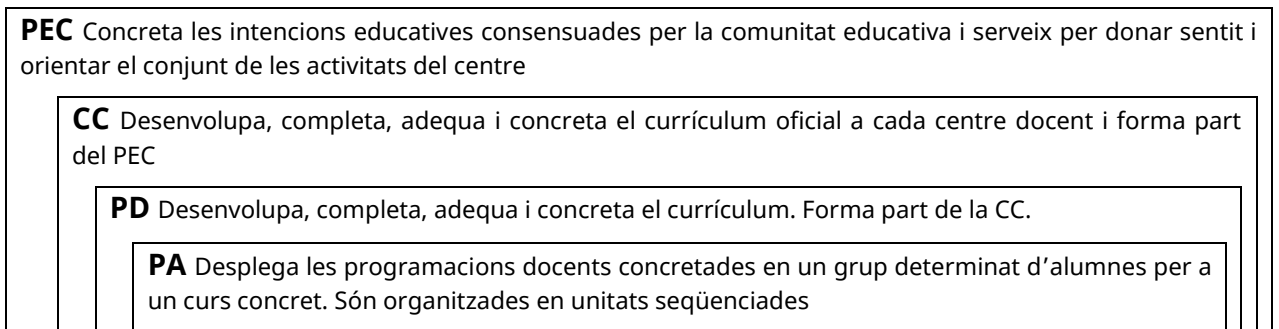 PEC Concreta les intencions educatives consensuades per la comunitat educativa i serveix per donar sentit i
orientar el conjunt de les activitats del centre
CC Desenvolupa, completa, adequa i concreta el currículum oficial a cada centre docent i forma part
del PEC
PD Desenvolupa, completa, adequa i concreta el currículum. Forma part de la CC.
PA Desplega les programacions docents concretades en un grup determinat d’alumnes per a
un curs concret. Són organitzades en unitats seqüenciades